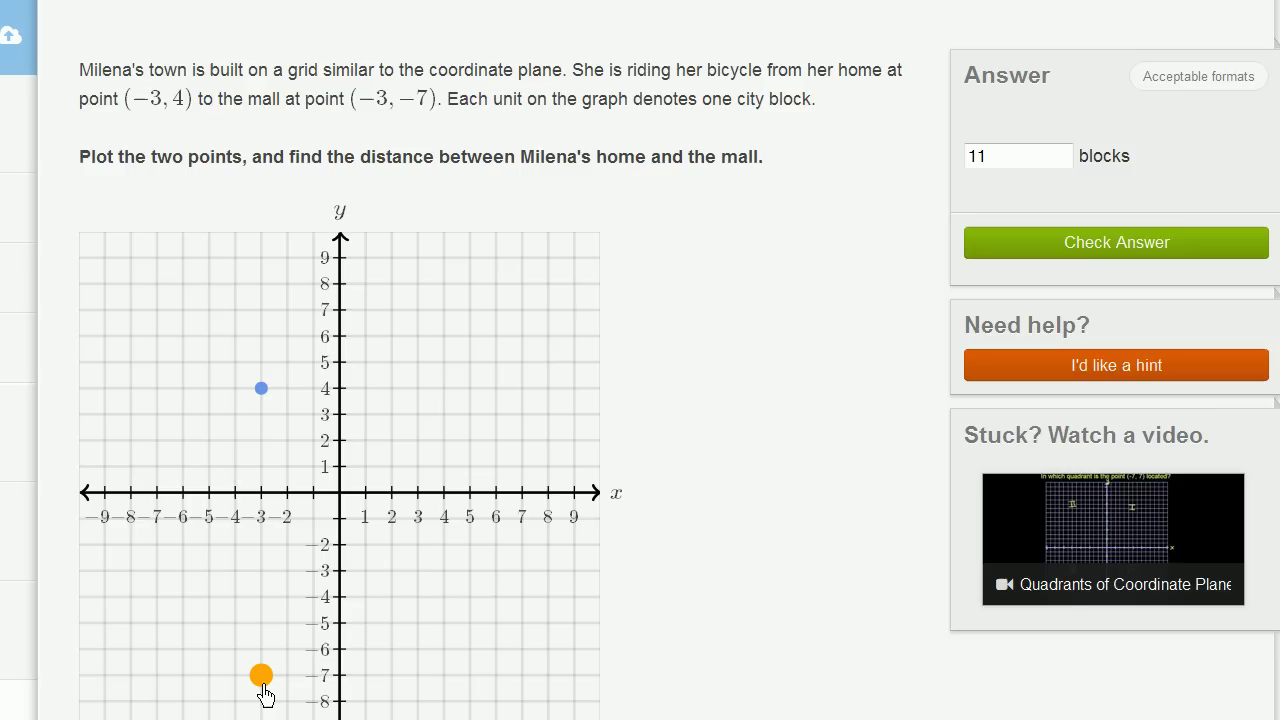 Milena's town is built on a grid similar to the coordinate plane. She is riding her bicycle from her home at
point (−3, 4) to the mall at point (−3, −7). Each unit on the graph denotes one city block.
Plot the two points, and find the distance between Milena's home and the mall.
y
9
8
7
6
5
4
3
2
1
x
−9 −8 −7 −6 −5 −4 −3 −2 1 2 3 4 5 6 7 8 9
−2
−3
−4
−5
−6
−7
−8
Answer
Acceptable formats
11 blocks
Check Answer
Need help?
I'd like a hint
Stuck? Watch a video.
In which quadrant is the point (-7, 7) located?
II I
x
Quadrants of Coordinate Plane